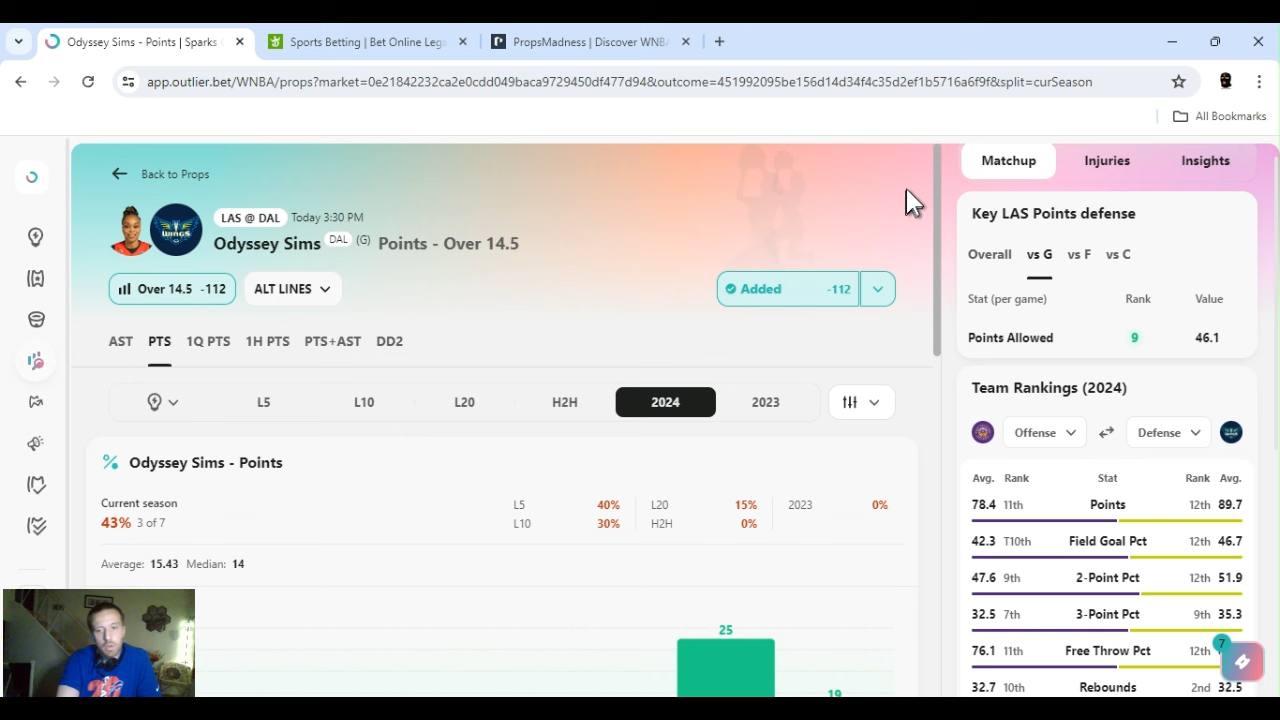 Odyssey Sims - Points | Sparks
Sports Betting | Bet Online Lega
PropsMadness | Discover WNBA
app.outlier.bet/WNBA/props?market=0e21842232ca2e0cdd049baca9729450df477d94&outcome=451992095be156d14d34f4c35d2ef1b5716a6f9f&split=curSeason
All Bookmarks
Back to Props
LAS @ DAL Today 3:30 PM
Odyssey Sims DAL (G) Points - Over 14.5
WINGS
Over 14.5 -112 ALT LINES
Added -112
AST PTS 1Q PTS 1H PTS PTS+AST DD2
L5 L10 L20 H2H 2024 2023
Odyssey Sims - Points
Current season
43% 3 of 7
L5 40% L20 15% 2023 0%
L10 30% H2H 0%
Average: 15.43 Median: 14
25
19
Matchup Injuries Insights
Key LAS Points defense
Overall vs G vs F vs C
Stat (per game) Rank Value
Points Allowed 9 46.1
Team Rankings (2024)
Offense Defense
Avg. Rank Stat Rank Avg.
78.4 11th Points 12th 89.7
42.3 T10th Field Goal Pct 12th 46.7
47.6 9th 2-Point Pct 12th 51.9
32.5 7th 3-Point Pct 9th 35.3
76.1 11th Free Throw Pct 12th
7
32.7 10th Rebounds 2nd 32.5